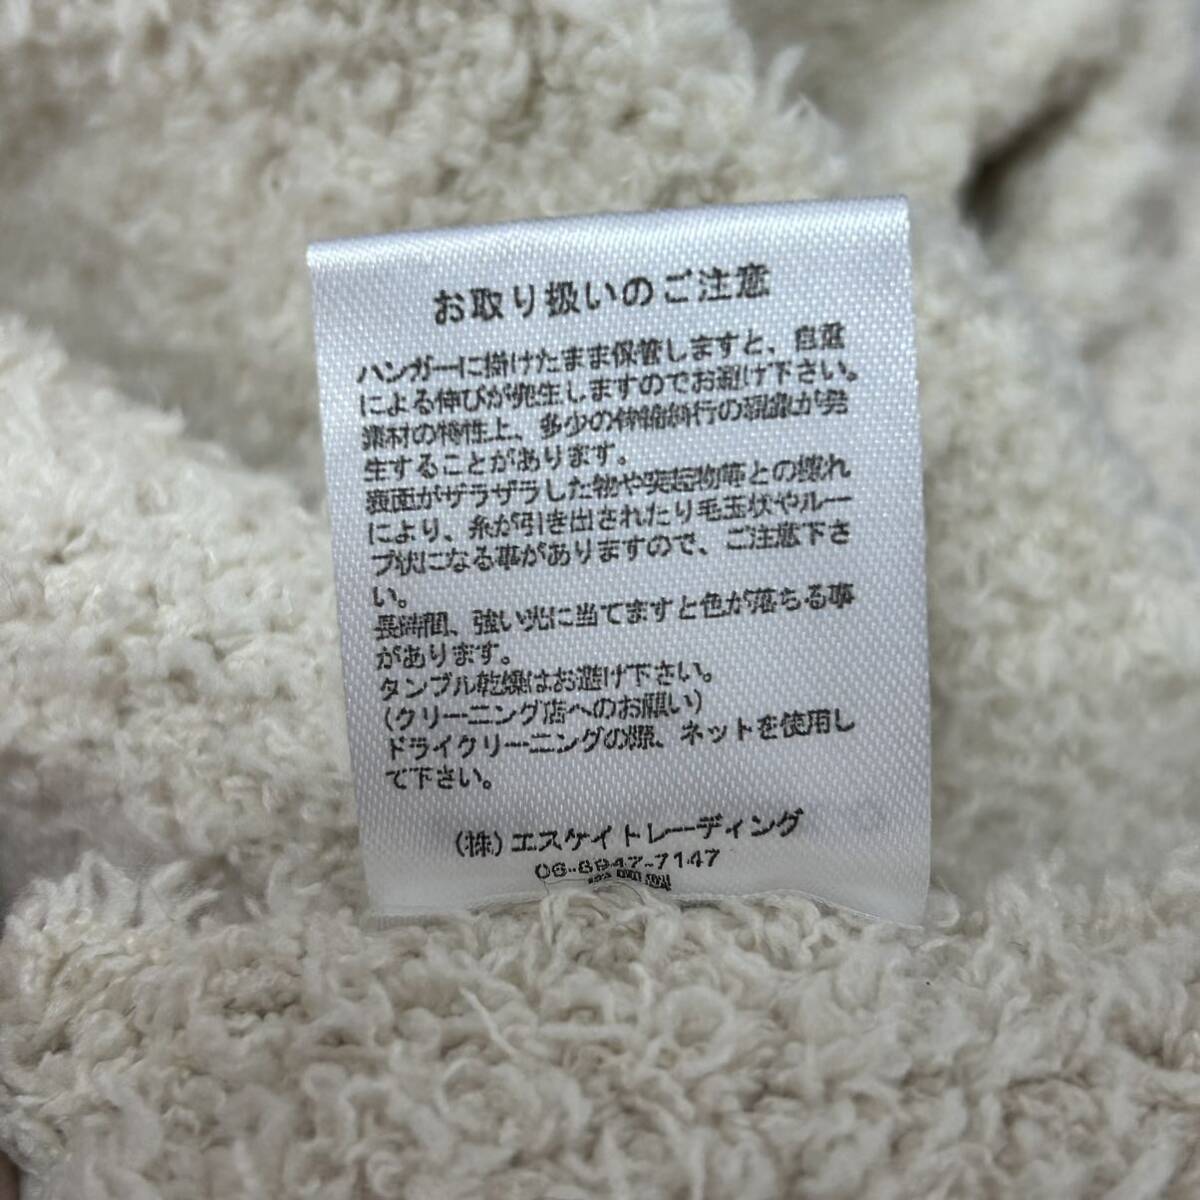 お取り扱いのご注意
ハンガーに掛けたまま保管しますと、自重
による伸びが発生しますのでお避け下さい。
素材の特性上、多少の伸縮斜行の現象が発
生することがあります。
表面がザラザラした物や突起物等との擦れ
により、糸が引き出されたり毛玉状やルー
プ状になる事がありますので、ご注意下さ
い。
長時間、強い光に当てますと色が落ちる事
があります。
タンブル乾燥はお避け下さい。
(クリーニング店へのお願い)
ドライクリーニングの際、ネットを使用し
て下さい。
(株)エスケイトレーディング
06-6947-7147